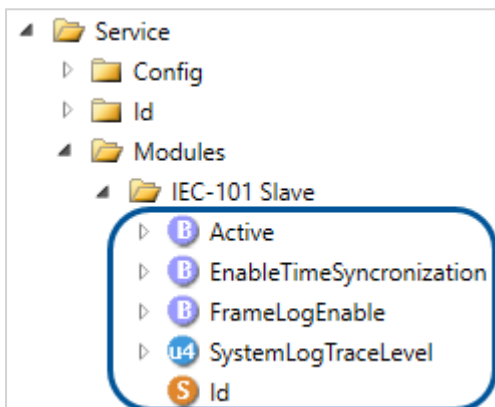 Service
Config
Id
Modules
IEC-101 Slave
B Active
B EnableTimeSyncronization
B FrameLogEnable
u4 SystemLogTraceLevel
S Id